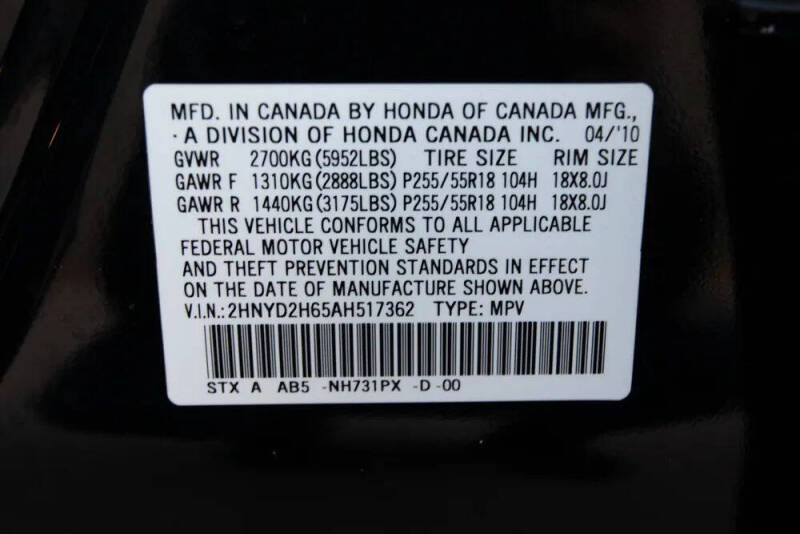 MFD. IN CANADA BY HONDA OF CANADA MFG.,
· A DIVISION OF HONDA CANADA INC. 04/'10
GVWR 2700KG(5952LBS) TIRE SIZE RIM SIZE
GAWR F 1310KG(2888LBS) P255/55R18 104H 18X8.0J
GAWR R 1440KG(3175LBS) P255/55R18 104H 18X8.0J
THIS VEHICLE CONFORMS TO ALL APPLICABLE
FEDERAL MOTOR VEHICLE SAFETY
AND THEFT PREVENTION STANDARDS IN EFFECT
ON THE DATE OF MANUFACTURE SHOWN ABOVE.
V.I.N.:2HNYD2H65AH517362 TYPE: MPV
STX A AB5 -NH731PX -D -00